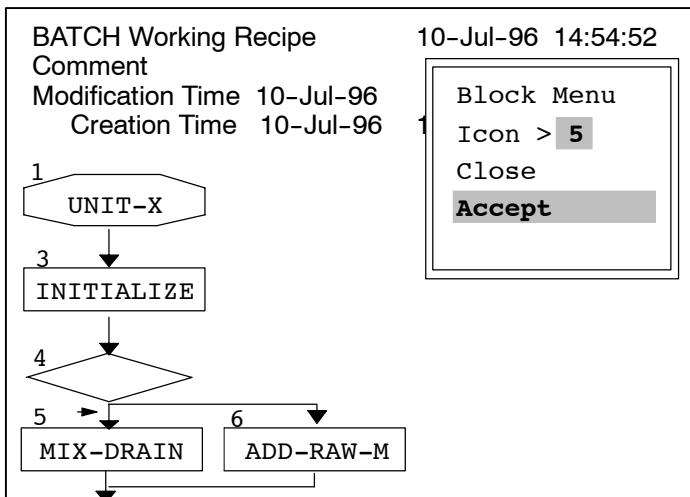 BATCH Working Recipe 10-Jul-96 14:54:52
Comment
Modification Time 10-Jul-96
Creation Time 10-Jul-96 1
Block Menu
Icon > 5
Close
Accept
1
UNIT-X
3
INITIALIZE
4
5 6
MIX-DRAIN ADD-RAW-M